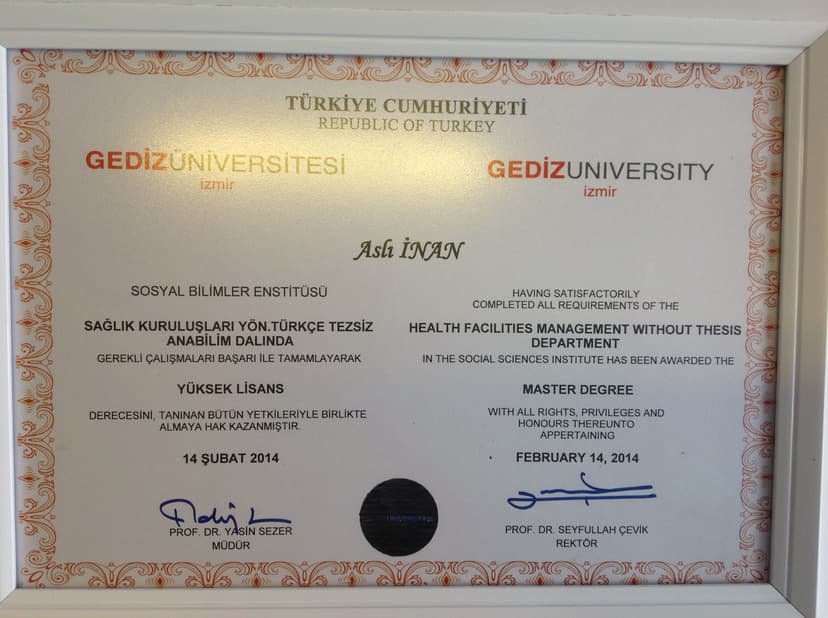 TÜRKİYE CUMHURİYETİ
REPUBLIC OF TURKEY
GEDİZÜNİVERSİTESİ
izmir
GEDİZUNIVERSITY
izmir
Aslı İNAN
SOSYAL BİLİMLER ENSTİTÜSÜ
SAĞLIK KURULUŞLARI YÖN.TÜRKÇE TEZSİZ
ANABİLİM DALINDA
GEREKLİ ÇALIŞMALARI BAŞARI İLE TAMAMLAYARAK
YÜKSEK LİSANS
DERECESİNİ, TANINAN BÜTÜN YETKİLERİYLE BİRLİKTE
ALMAYA HAK KAZANMIŞTIR.
14 ŞUBAT 2014
PROF. DR. YASİN SEZER
MÜDÜR
HAVING SATISFACTORILY
COMPLETED ALL REQUIREMENTS OF THE
HEALTH FACILITIES MANAGEMENT WITHOUT THESIS
DEPARTMENT
IN THE SOCIAL SCIENCES INSTITUTE HAS BEEN AWARDED THE
MASTER DEGREE
WITH ALL RIGHTS, PRIVILEGES AND
HONOURS THEREUNTO
APPERTAINING
FEBRUARY 14, 2014
PROF. DR. SEYFULLAH ÇEVİK
REKTÖR